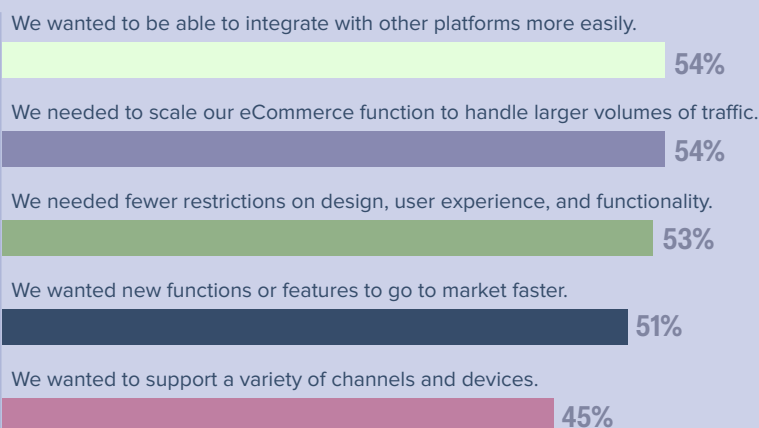 We wanted to be able to integrate with other platforms more easily.
54%
We needed to scale our eCommerce function to handle larger volumes of traffic.
54%
We needed fewer restrictions on design, user experience, and functionality.
53%
We wanted new functions or features to go to market faster.
51%
We wanted to support a variety of channels and devices.
45%